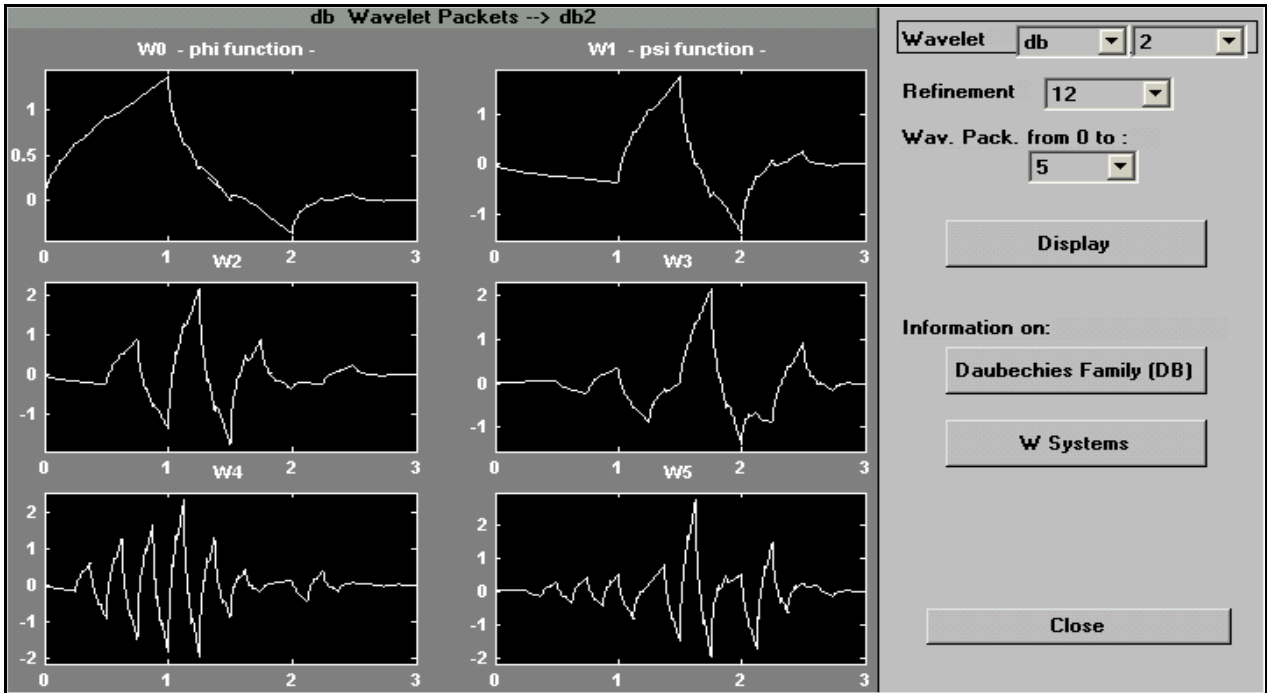 db Wavelet Packets --> db2
W0 - phi function -
1
0.5
0
0 1 2 3
W1 - psi function -
1
0
-1
0 1 2 3
W2
2
1
0
-1
0 1 2 3
W3
2
1
0
-1
0 1 2 3
W4
2
1
0
-1
-2
0 1 2 3
W5
2
1
0
-1
-2
0 1 2 3
Wavelet db 2
Refinement 12
Wav. Pack. from 0 to :
5
Display
Information on:
Daubechies Family (DB)
W Systems
Close